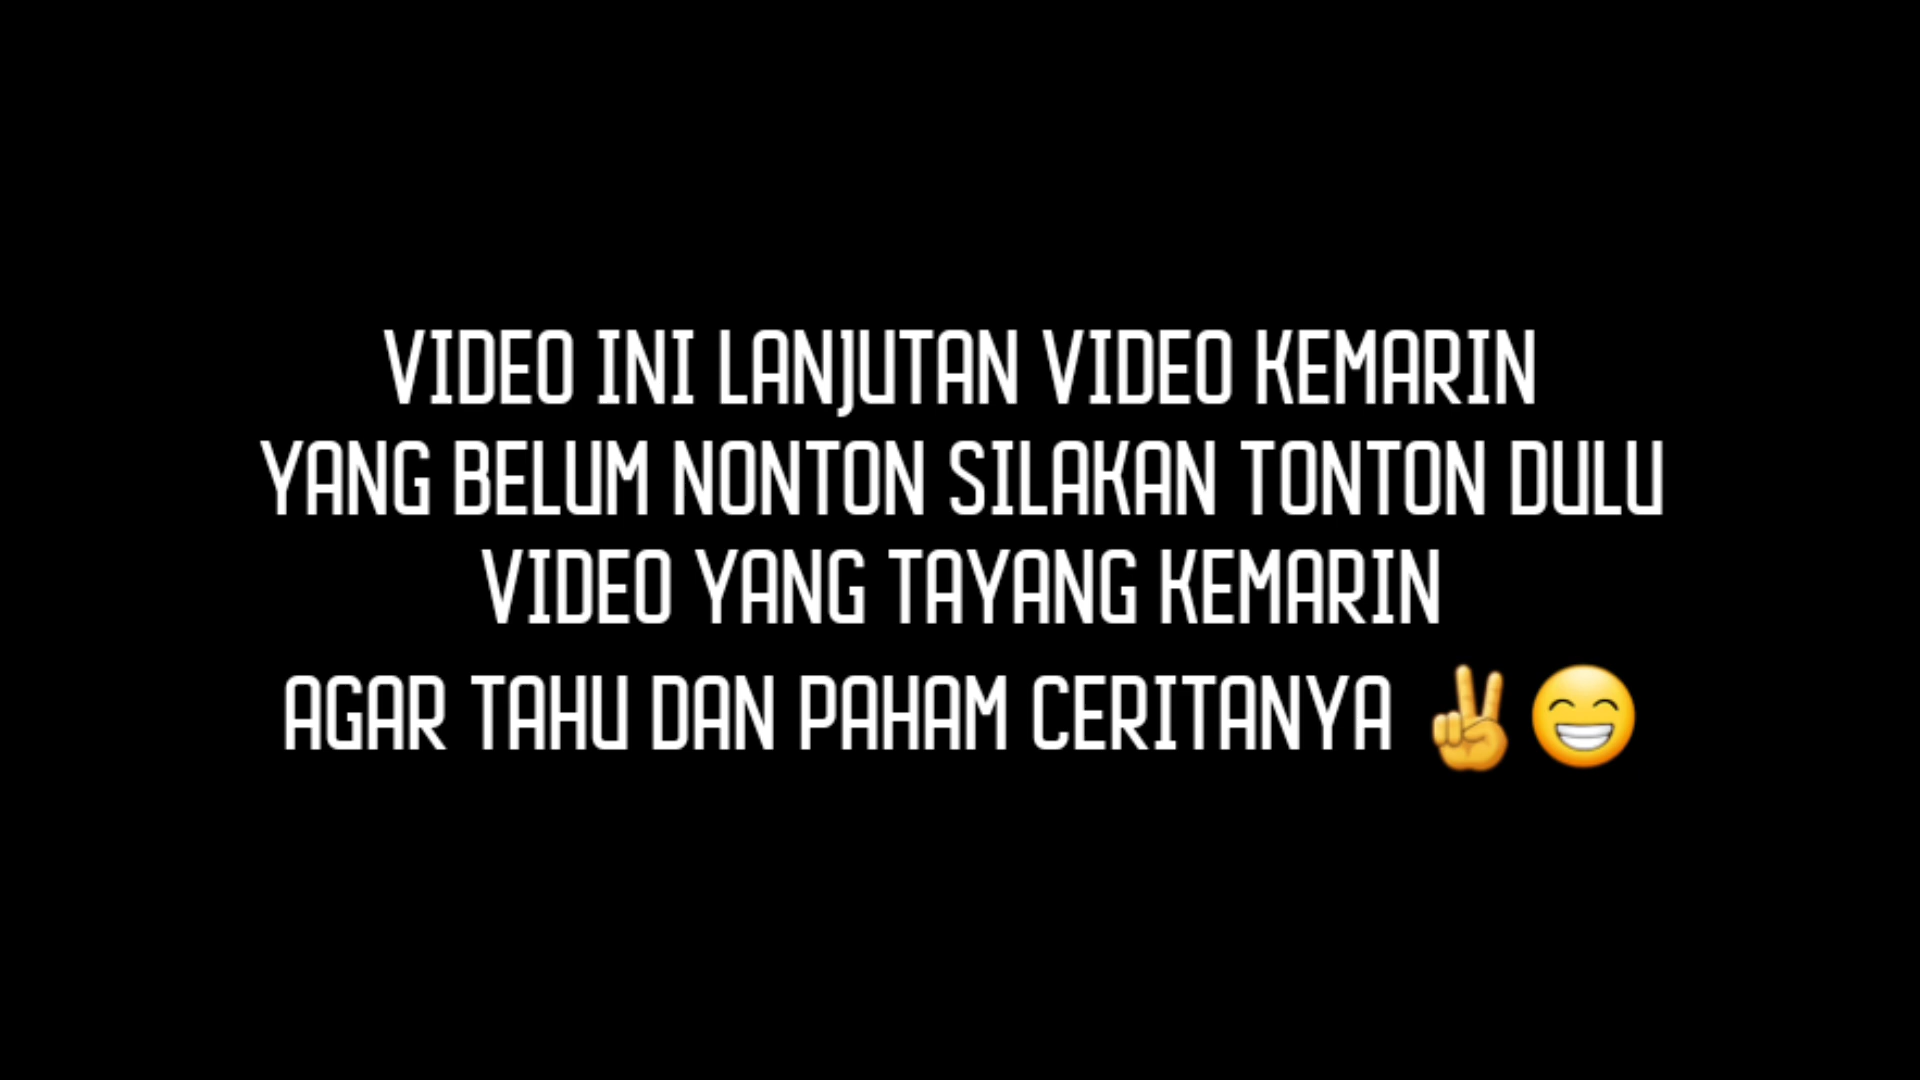 VIDEO INI LANJUTAN VIDEO KEMARIN
YANG BELUM NONTON SILAKAN TONTON DULU
VIDEO YANG TAYANG KEMARIN
AGAR TAHU DAN PAHAM CERITANYA ✌️😁